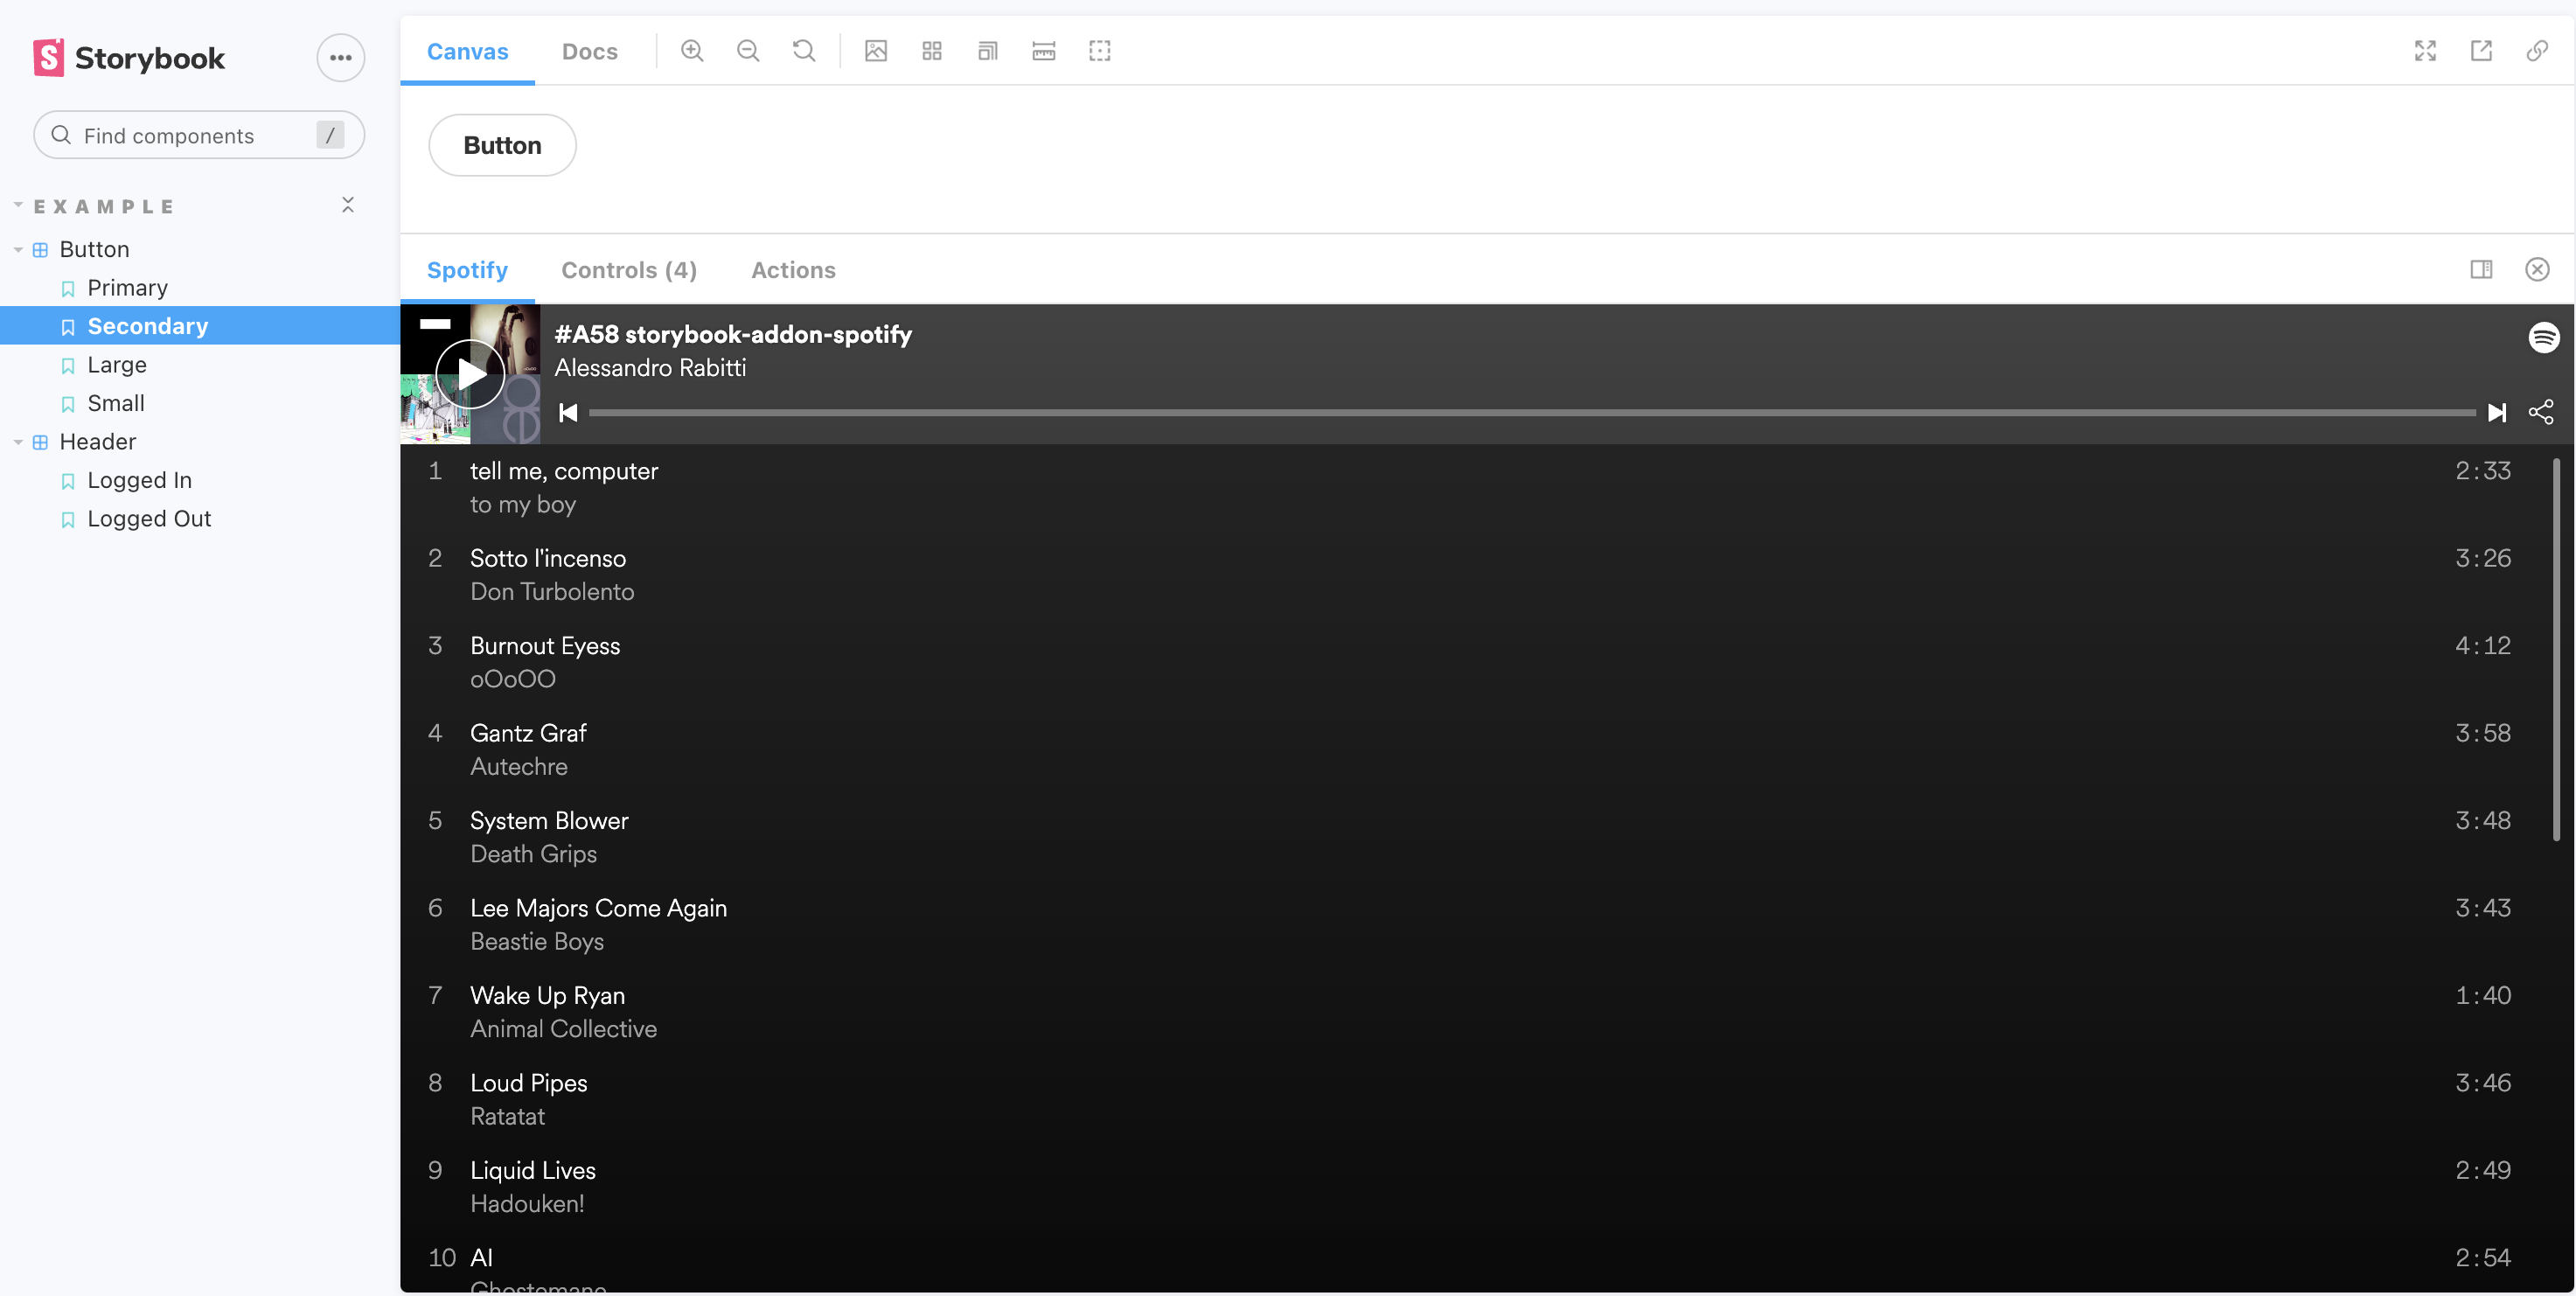 Storybook
Find components /
EXAMPLE
Button
Primary
Secondary
Large
Small
Header
Logged In
Logged Out
Canvas Docs
Button
Spotify Controls (4) Actions
#A58 storybook-addon-spotify
Alessandro Rabitti
1 tell me, computer 2:33
to my boy
2 Sotto l'incenso 3:26
Don Turbolento
3 Burnout Eyess 4:12
oOoOO
4 Gantz Graf 3:58
Autechre
5 System Blower 3:48
Death Grips
6 Lee Majors Come Again 3:43
Beastie Boys
7 Wake Up Ryan 1:40
Animal Collective
8 Loud Pipes 3:46
Ratatat
9 Liquid Lives 2:49
Hadouken!
10 AI 2:54
Ghostemane